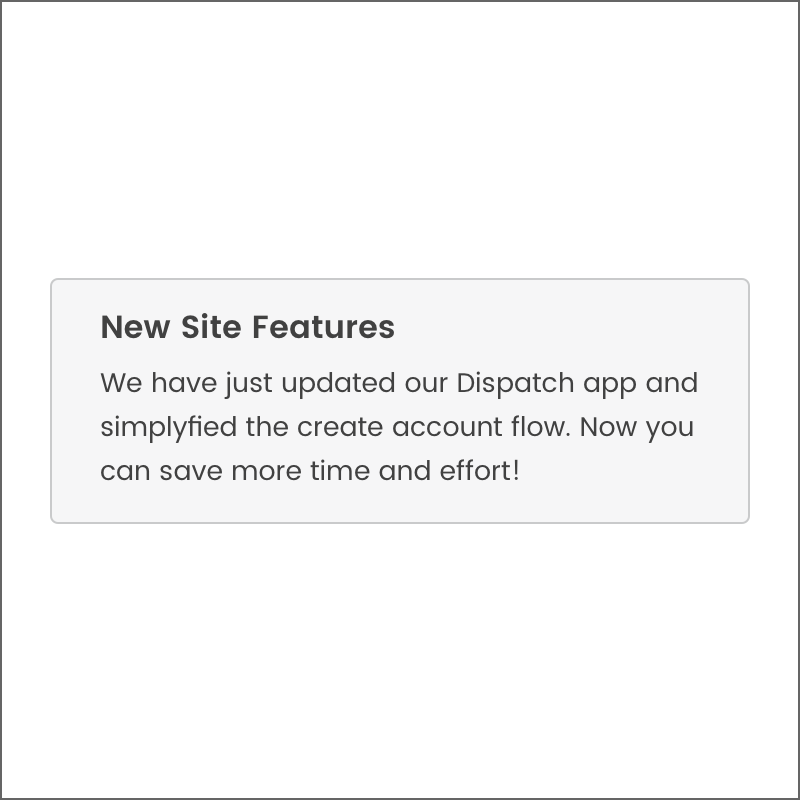 New Site Features
We have just updated our Dispatch app and
simplyfied the create account flow. Now you
can save more time and effort!